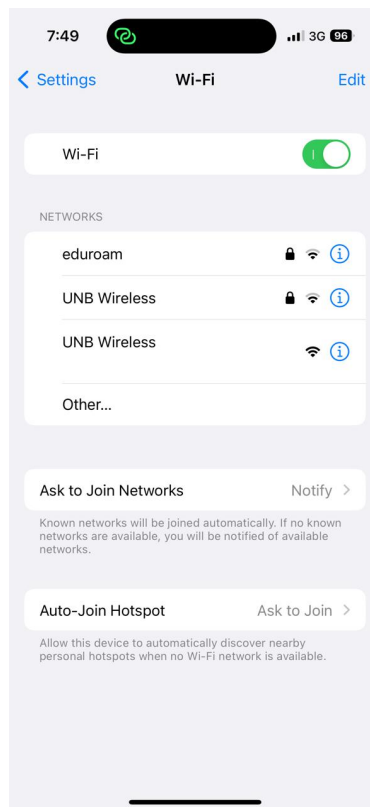 7:49
3G 96
Settings
Wi-Fi
Edit
Wi-Fi
NETWORKS
eduroam
UNB Wireless
UNB Wireless
Other...
Ask to Join Networks
Notify
Known networks will be joined automatically. If no known
networks are available, you will be notified of available
networks.
Auto-Join Hotspot
Ask to Join
Allow this device to automatically discover nearby
personal hotspots when no Wi-Fi network is available.